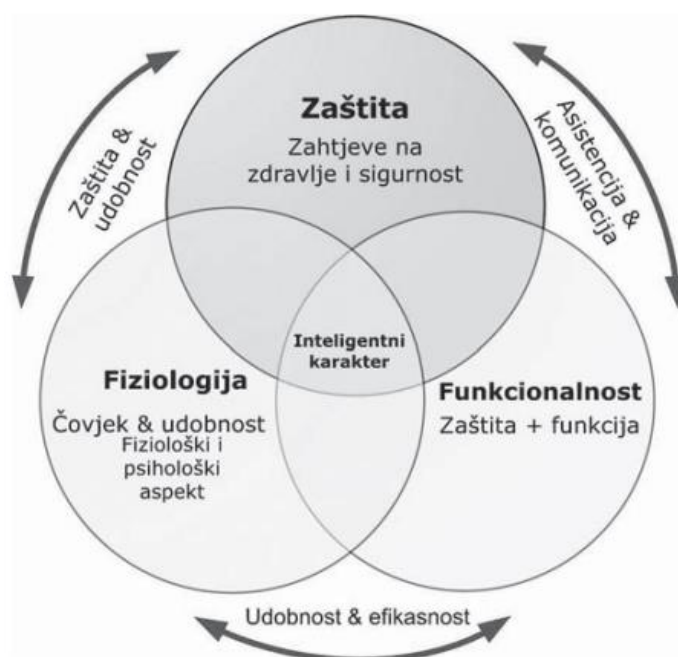 Zaštita
Zahtjeve na
zdravlje i sigurnost
Zaštita &
udobnost
Asistencija &
komunikacija
Inteligentni
karakter
Fiziologija
Čovjek & udobnost
Fiziološki i
psihološki
aspekt
Funkcionalnost
Zaštita + funkcija
Udobnost & efikasnost